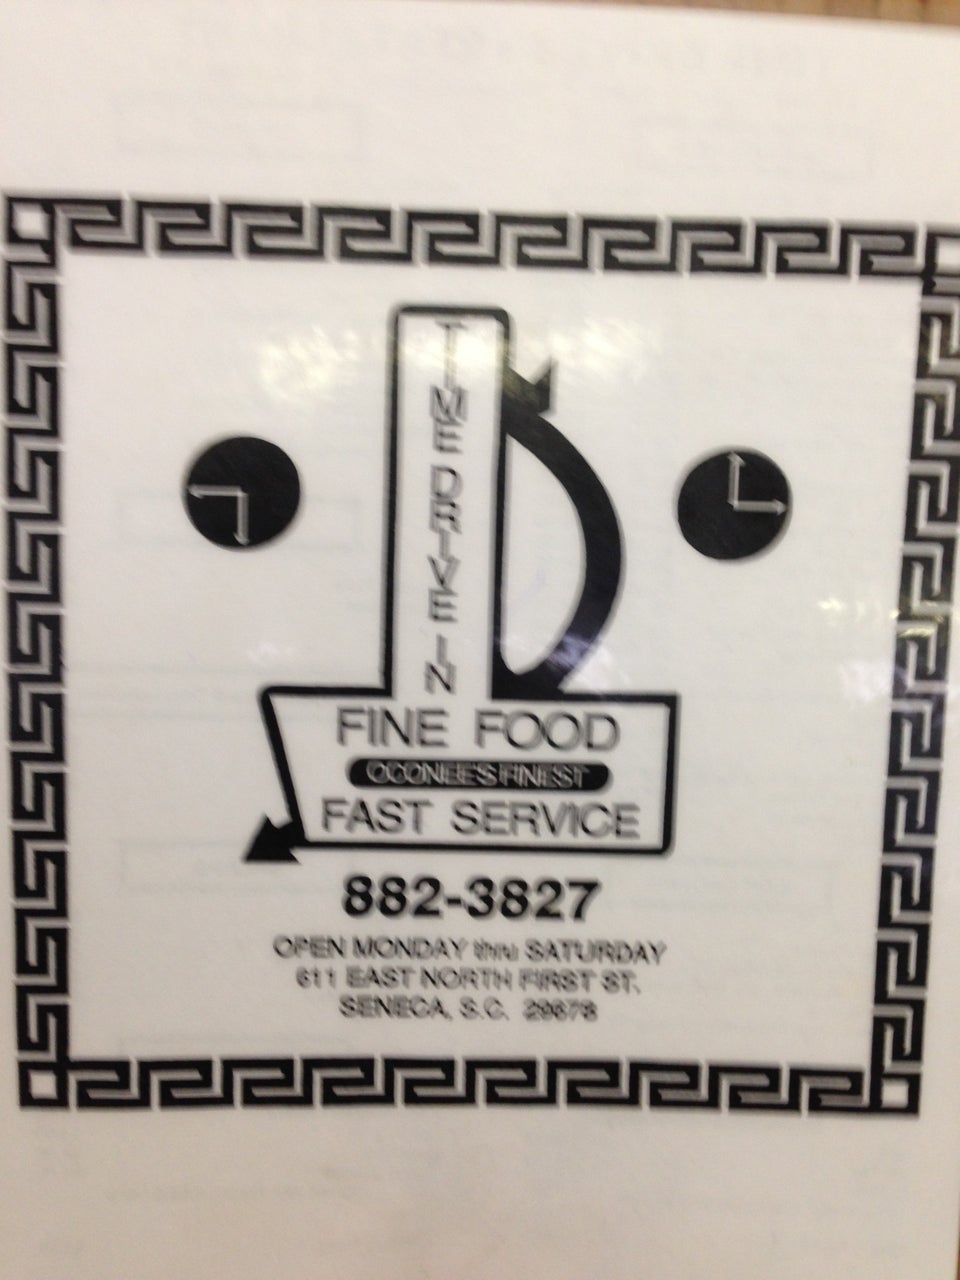 TIME DRIVE IN
FINE FOOD
OCONEE'S FINEST
FAST SERVICE
882-3827
OPEN MONDAY thru SATURDAY
611 EAST NORTH FIRST ST.
SENECA, S.C. 29678